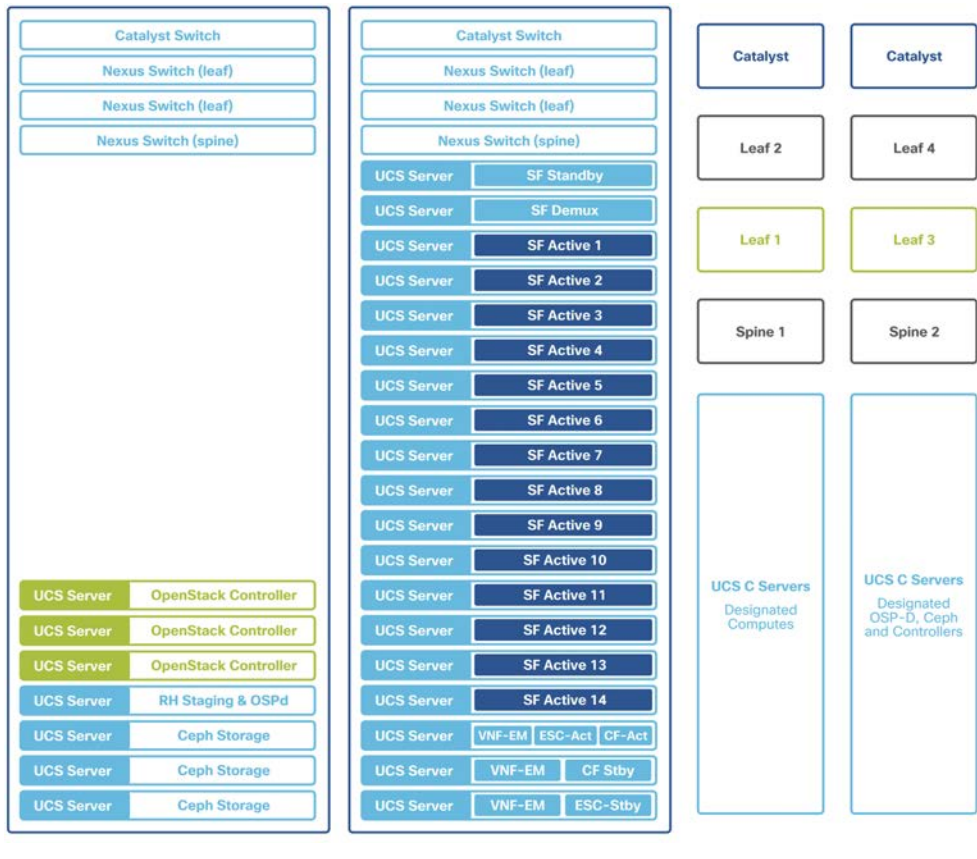 Catalyst Switch
Nexus Switch (leaf)
Nexus Switch (leaf)
Nexus Switch (spine)
UCS Server OpenStack Controller
UCS Server OpenStack Controller
UCS Server OpenStack Controller
UCS Server RH Staging & OSPd
UCS Server Ceph Storage
UCS Server Ceph Storage
UCS Server Ceph Storage
Catalyst Switch
Nexus Switch (leaf)
Nexus Switch (leaf)
Nexus Switch (spine)
UCS Server SF Standby
UCS Server SF Demux
UCS Server SF Active 1
UCS Server SF Active 2
UCS Server SF Active 3
UCS Server SF Active 4
UCS Server SF Active 5
UCS Server SF Active 6
UCS Server SF Active 7
UCS Server SF Active 8
UCS Server SF Active 9
UCS Server SF Active 10
UCS Server SF Active 11
UCS Server SF Active 12
UCS Server SF Active 13
UCS Server SF Active 14
UCS Server VNF-EM ESC-Act CF-Act
UCS Server VNF-EM CF Stby
UCS Server VNF-EM ESC-Stby
Catalyst
Leaf 2
Leaf 1
Spine 1
UCS C Servers
Designated
Computes
Catalyst
Leaf 4
Leaf 3
Spine 2
UCS C Servers
Designated
OSP-D, Ceph
and Controllers